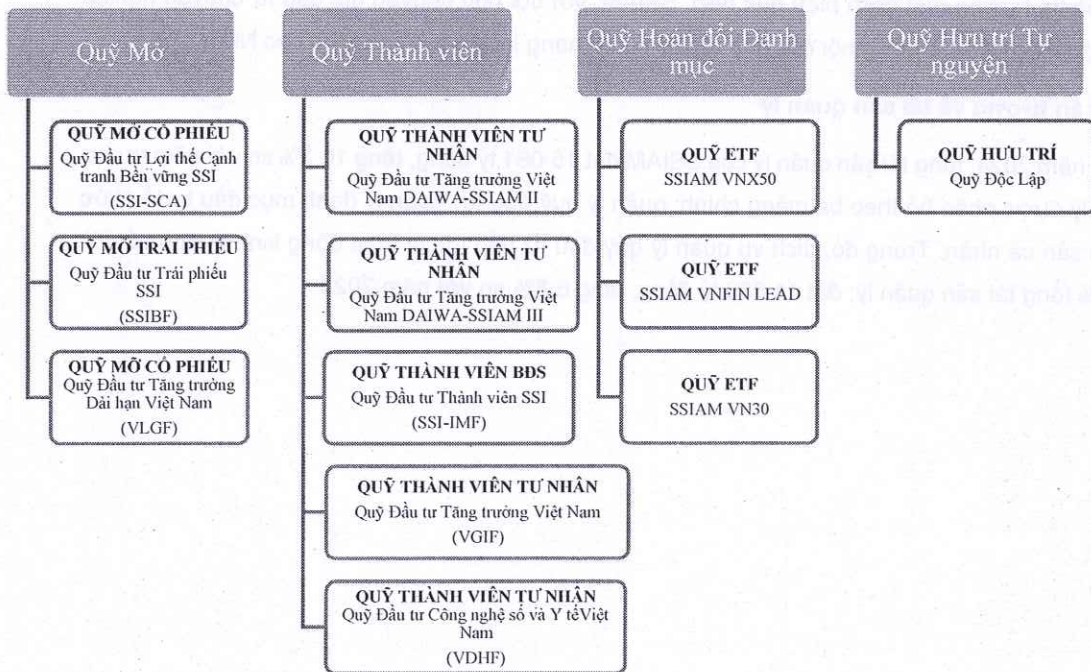 Quỹ Mở
QUỸ MỞ CỔ PHIẾU
Quỹ Đầu tư Lợi thế Cạnh
tranh Bền vững SSI
(SSI-SCA)
QUỸ MỞ TRÁI PHIẾU
Quỹ Đầu tư Trái phiếu
SSI
(SSIBF)
QUỸ MỞ CỔ PHIẾU
Quỹ Đầu tư Tăng trưởng
Dài hạn Việt Nam
(VLGF)
Quỹ Thành viên
QUỸ THÀNH VIÊN TƯ
NHÂN
Quỹ Đầu tư Tăng trưởng Việt
Nam DAIWA-SSIAM II
QUỸ THÀNH VIÊN TƯ
NHÂN
Quỹ Đầu tư Tăng trưởng Việt
Nam DAIWA-SSIAM III
QUỸ THÀNH VIÊN BĐS
Quỹ Đầu tư Thành viên SSI
(SSI-IMF)
QUỸ THÀNH VIÊN TƯ NHÂN
Quỹ Đầu tư Tăng trưởng Việt Nam
(VGIF)
QUỸ THÀNH VIÊN TƯ NHÂN
Quỹ Đầu tư Công nghệ số và Y tếViệt
Nam
(VDHF)
Quỹ Hoán đổi Danh
mục
QUỸ ETF
SSIAM VNX50
QUỸ ETF
SSIAM VNFIN LEAD
QUỸ ETF
SSIAM VN30
Quỹ Hưu trí Tự
nguyện
QUỸ HƯU TRÍ
Quỹ Độc Lập